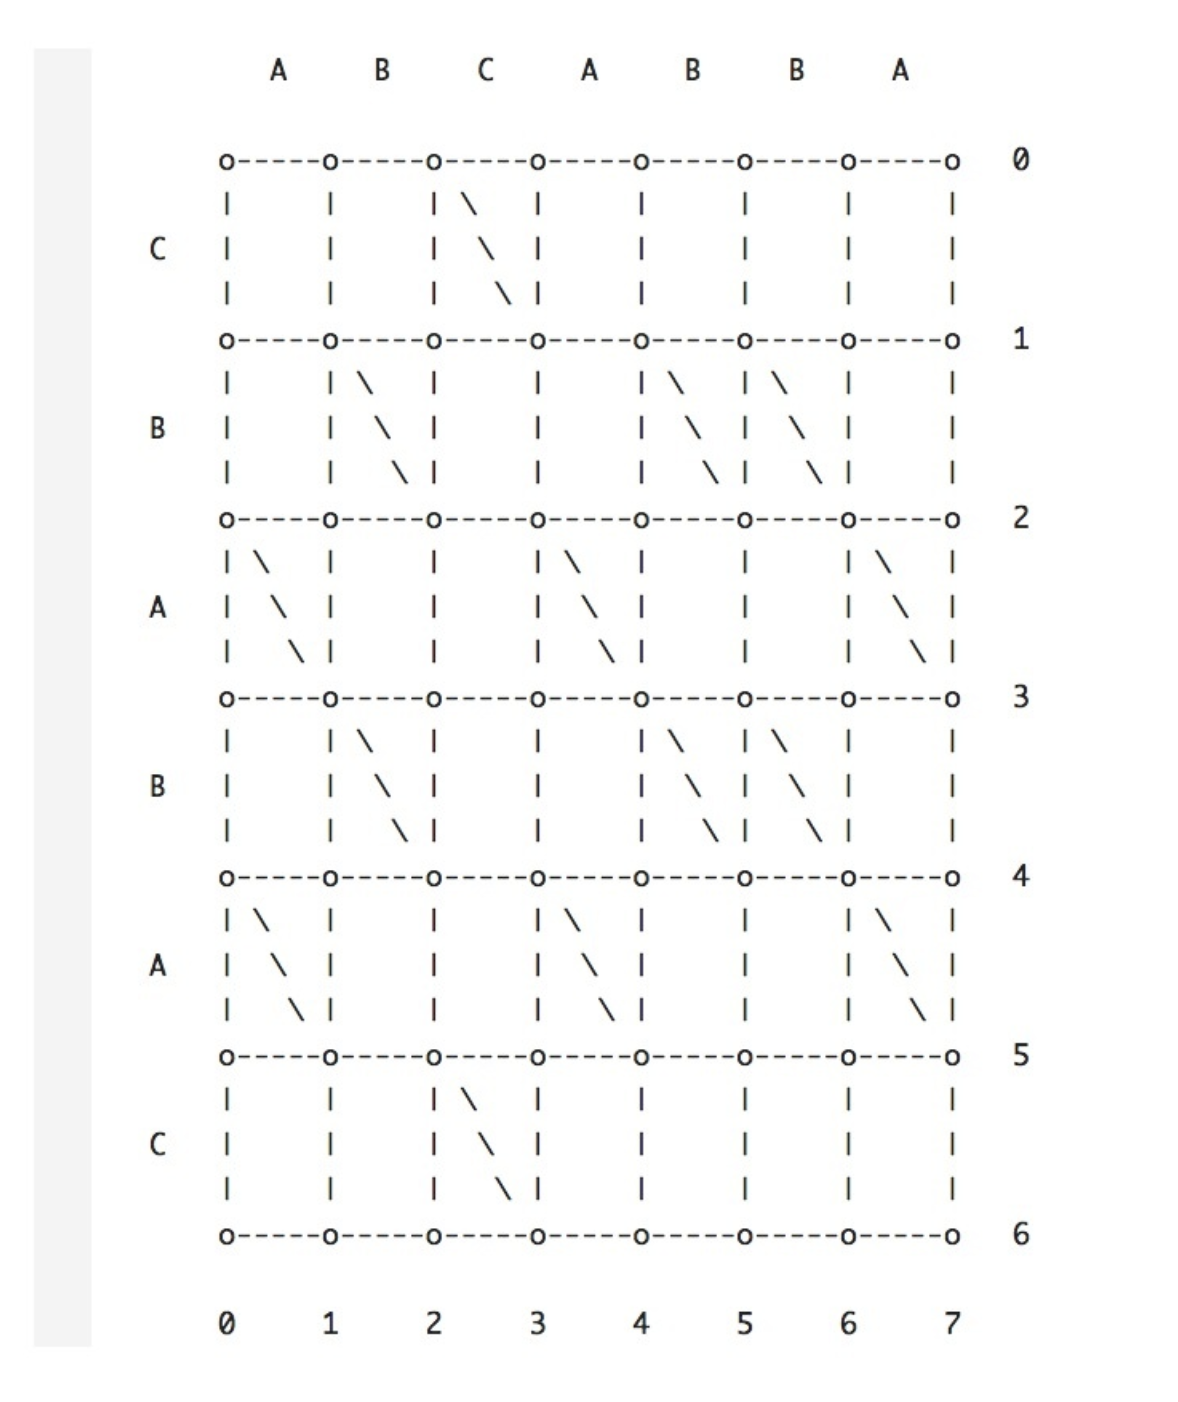 A B C A B B A
o-----o-----o-----o-----o-----o-----o-----o 0
|     |     | \   |     |     |     |     |
C |     |     |  \  |     |     |     |     |
|     |     |   \ |     |     |     |     |
o-----o-----o-----o-----o-----o-----o-----o 1
|     | \   |     |     | \   | \   |     |
B |     |  \  |     |     |  \  |  \  |     |
|     |   \ |     |     |   \ |   \ |     |
o-----o-----o-----o-----o-----o-----o-----o 2
| \   |     |     | \   |     |     | \   |
A |  \  |     |     |  \  |     |     |  \  |
|   \ |     |     |   \ |     |     |   \ |
o-----o-----o-----o-----o-----o-----o-----o 3
|     | \   |     |     | \   | \   |     |
B |     |  \  |     |     |  \  |  \  |     |
|     |   \ |     |     |   \ |   \ |     |
o-----o-----o-----o-----o-----o-----o-----o 4
| \   |     |     | \   |     |     | \   |
A |  \  |     |     |  \  |     |     |  \  |
|   \ |     |     |   \ |     |     |   \ |
o-----o-----o-----o-----o-----o-----o-----o 5
|     |     | \   |     |     |     |     |
C |     |     |  \  |     |     |     |     |
|     |     |   \ |     |     |     |     |
o-----o-----o-----o-----o-----o-----o-----o 6
0 1 2 3 4 5 6 7